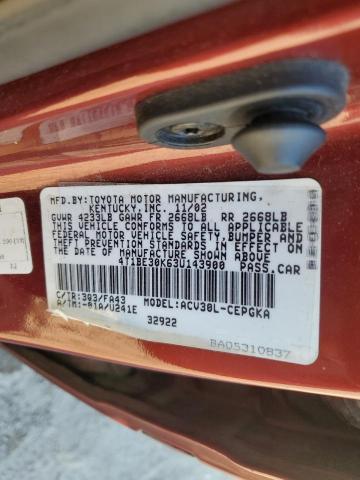 MFD.BY:TOYOTA MOTOR MANUFACTURING,
KENTUCKY,INC. 11/02
GVWR 4233LB GAWR FR 2668LB RR 2668LB
THIS VEHICLE CONFORMS TO ALL APPLICABLE
FEDERAL MOTOR VEHICLE SAFETY,BUMPER AND
THEFT PREVENTION STANDARDS IN EFFECT ON
THE DATE OF MANUFACTURE SHOWN ABOVE.
4T1BE30K63U143900 PASS.CAR
C/TR:3Q3/FA43 MODEL:ACV30L-CEPGKA
A/TM:-01A/U241E
32922
BA05310B37